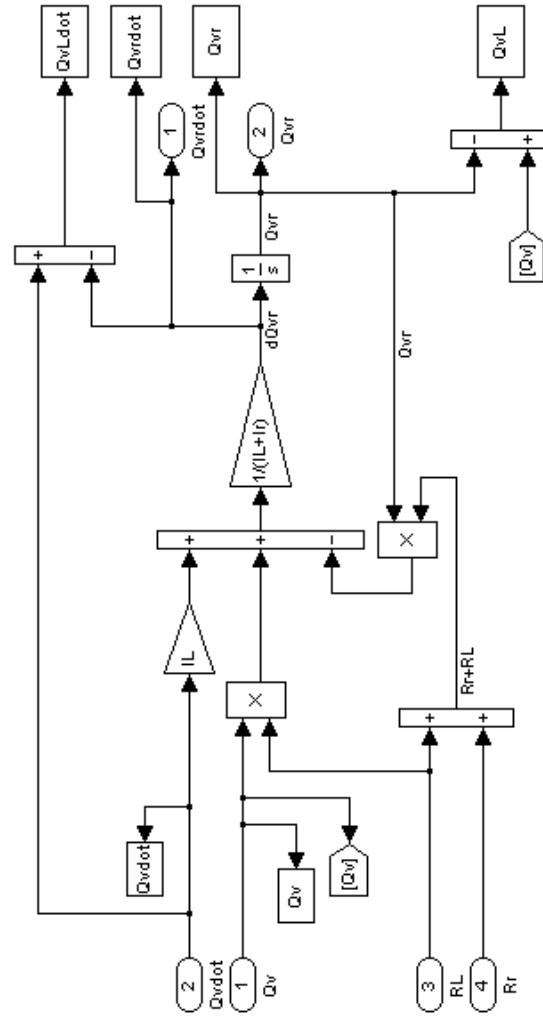 QvLdot
Qvrdot
Qvr
+
-
1
Qvrdot
2
Qvr
Qvr
1
s
dQvr
1/(IL+Ir)
+
+
-
IL
×
Qvdot
2
Qvdot
1
Qv
Qv
[Qv]
×
Qvr
Rr+RL
+
+
3
RL
4
Rr
-
+
QvL
[Qv]